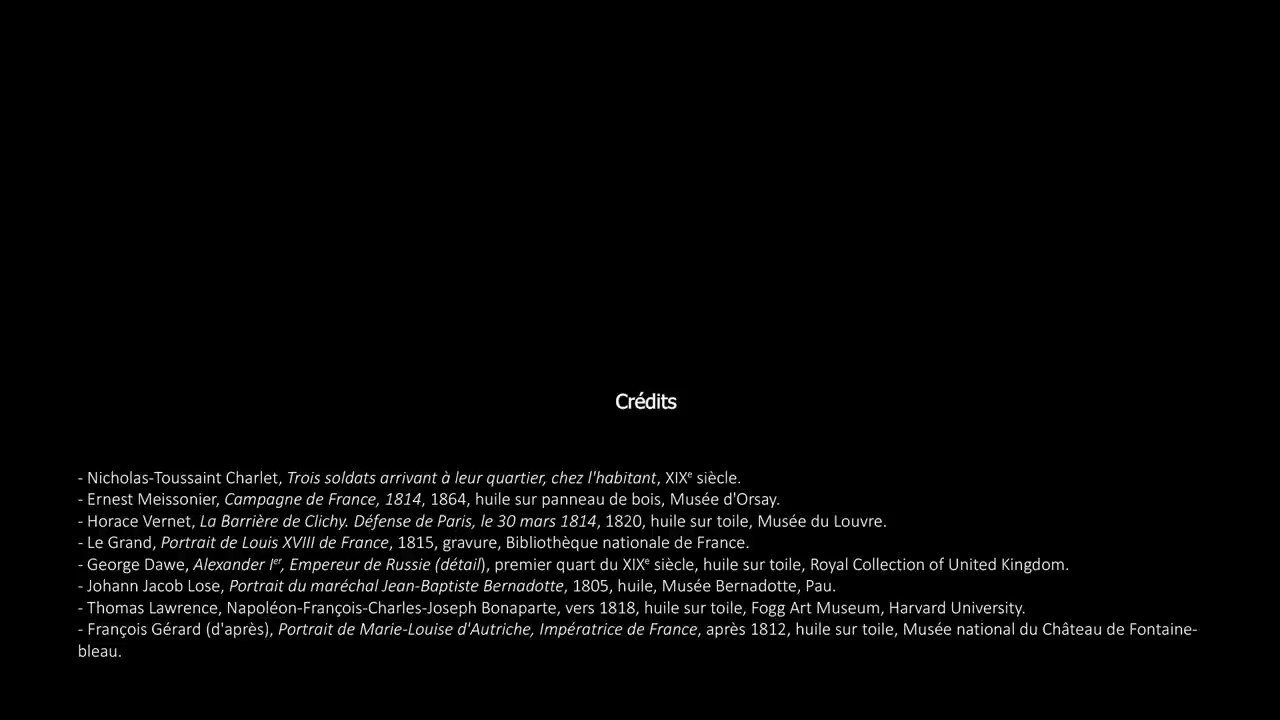 Crédits
- Nicholas-Toussaint Charlet, Trois soldats arrivant à leur quartier, chez l'habitant, XIXe siècle.
- Ernest Meissonier, Campagne de France, 1814, 1864, huile sur panneau de bois, Musée d'Orsay.
- Horace Vernet, La Barrière de Clichy. Défense de Paris, le 30 mars 1814, 1820, huile sur toile, Musée du Louvre.
- Le Grand, Portrait de Louis XVIII de France, 1815, gravure, Bibliothèque nationale de France.
- George Dawe, Alexander Ier, Empereur de Russie (détail), premier quart du XIXe siècle, huile sur toile, Royal Collection of United Kingdom.
- Johann Jacob Lose, Portrait du maréchal Jean-Baptiste Bernadotte, 1805, huile, Musée Bernadotte, Pau.
- Thomas Lawrence, Napoléon-François-Charles-Joseph Bonaparte, vers 1818, huile sur toile, Fogg Art Museum, Harvard University.
- François Gérard (d'après), Portrait de Marie-Louise d'Autriche, Impératrice de France, après 1812, huile sur toile, Musée national du Château de Fontaine-
bleau.